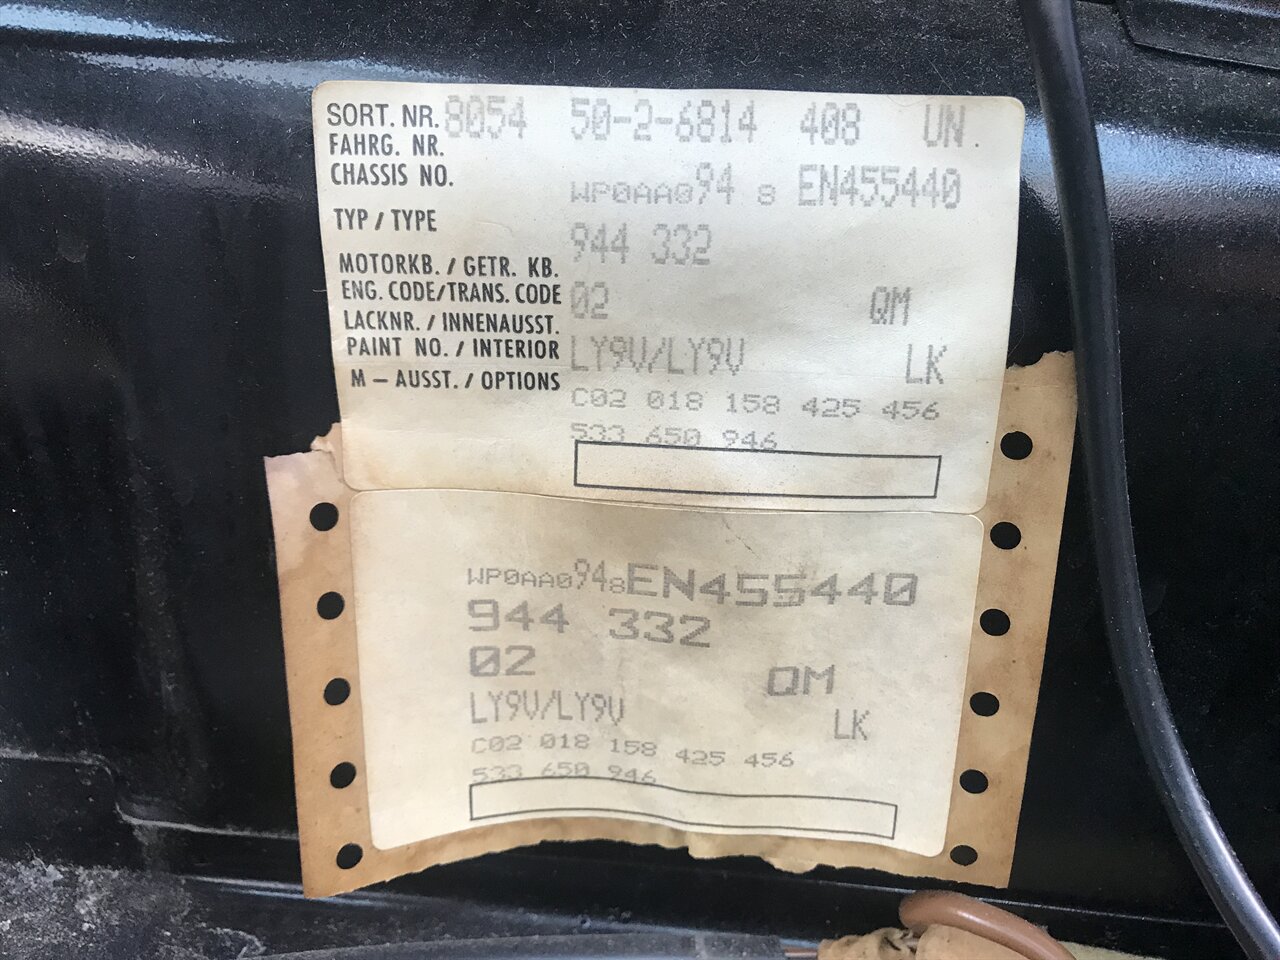 SORT. NR. 8054 50-2-6814 408 UN.
FAHRG. NR.
CHASSIS NO. WP0AA094 8 EN455440
TYP / TYPE 944 332
MOTORKB. / GETR. KB.
ENG. CODE/TRANS. CODE 02 QM
LACKNR. / INNENAUSST.
PAINT NO. / INTERIOR LY9V/LY9V LK
M – AUSST. / OPTIONS C02 018 158 425 456
533 650 946
WP0AA0948EN455440
944 332
02 QM
LY9V/LY9V LK
C02 018 158 425 456
533 650 946